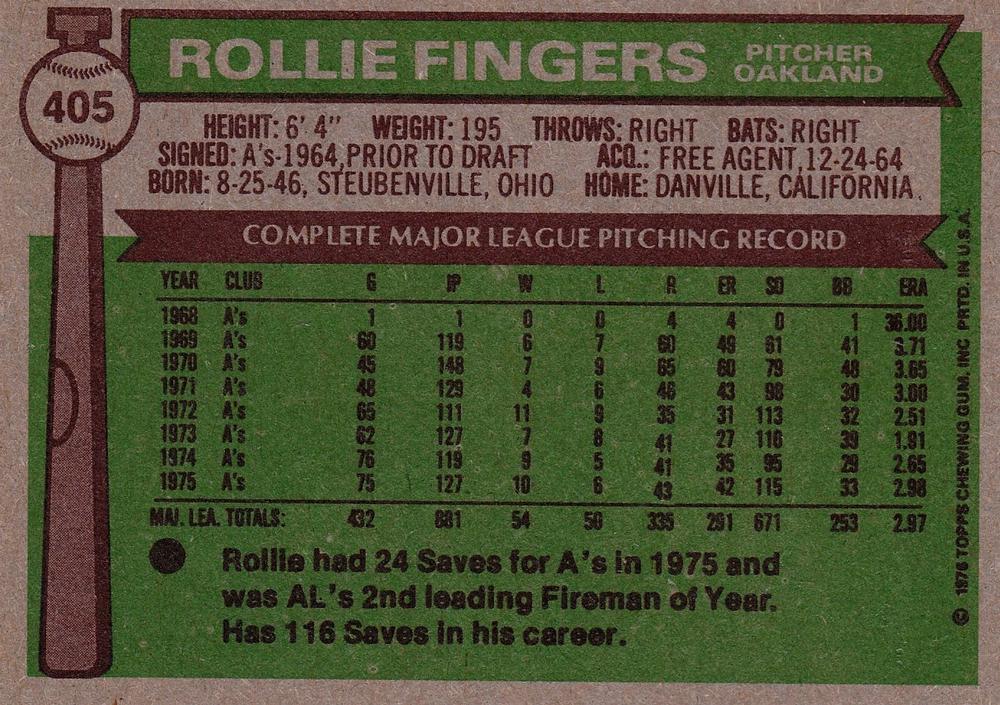 405
ROLLIE FINGERS PITCHER OAKLAND
HEIGHT: 6' 4" WEIGHT: 195 THROWS: RIGHT BATS: RIGHT
SIGNED: A's-1964, PRIOR TO DRAFT ACQ.: FREE AGENT, 12-24-64
BORN: 8-25-46, STEUBENVILLE, OHIO HOME: DANVILLE, CALIFORNIA.
COMPLETE MAJOR LEAGUE PITCHING RECORD
YEAR CLUB G IP W L R ER SO BB ERA
1968 A's 1 1 0 0 4 4 0 1 36.00
1969 A's 60 119 6 7 60 49 61 41 3.71
1970 A's 45 148 7 9 65 60 79 48 3.65
1971 A's 48 129 4 6 46 43 98 30 3.00
1972 A's 65 111 11 9 35 31 113 32 2.51
1973 A's 62 127 7 8 41 27 116 39 1.91
1974 A's 76 119 9 5 41 35 95 29 2.65
1975 A's 75 127 10 6 43 42 115 33 2.98
MAJ. LEA. TOTALS: 432 881 54 50 335 291 671 253 2.97
Rollie had 24 Saves for A's in 1975 and
was AL's 2nd leading Fireman of Year.
Has 116 Saves in his career.
© 1976 TOPPS CHEWING GUM, INC PRTD. IN U.S.A.